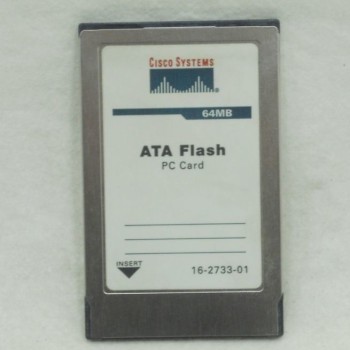 CISCO SYSTEMS
64MB
ATA Flash
PC Card
INSERT
16-2733-01